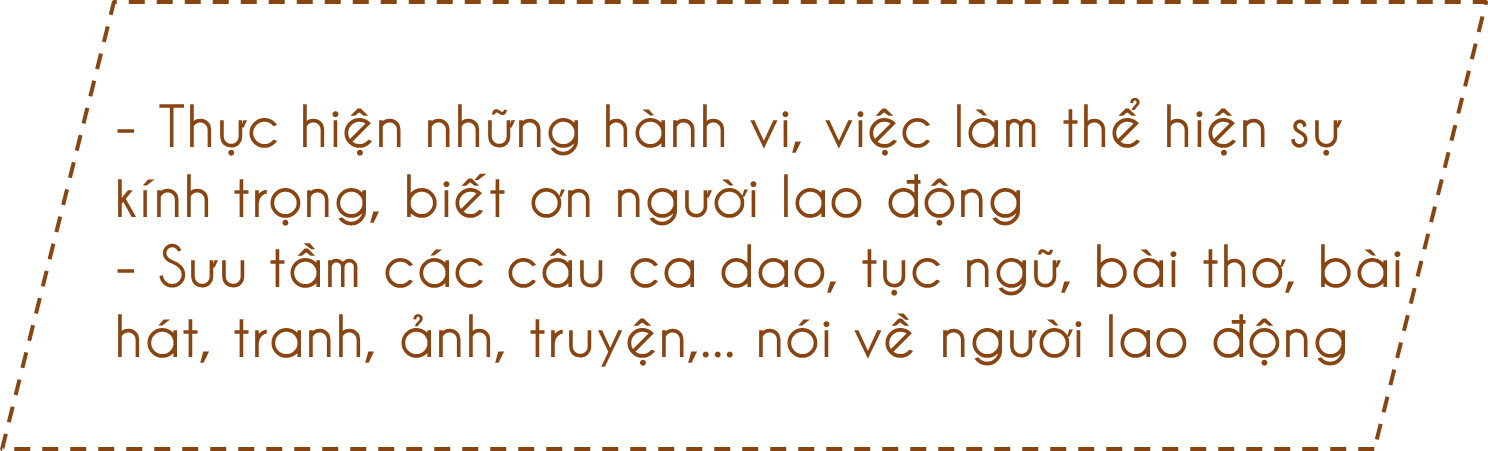 - Thực hiện những hành vi, việc làm thể hiện sự
kính trọng, biết ơn người lao động
- Sưu tầm các câu ca dao, tục ngữ, bài thơ, bài
hát, tranh, ảnh, truyện,... nói về người lao động